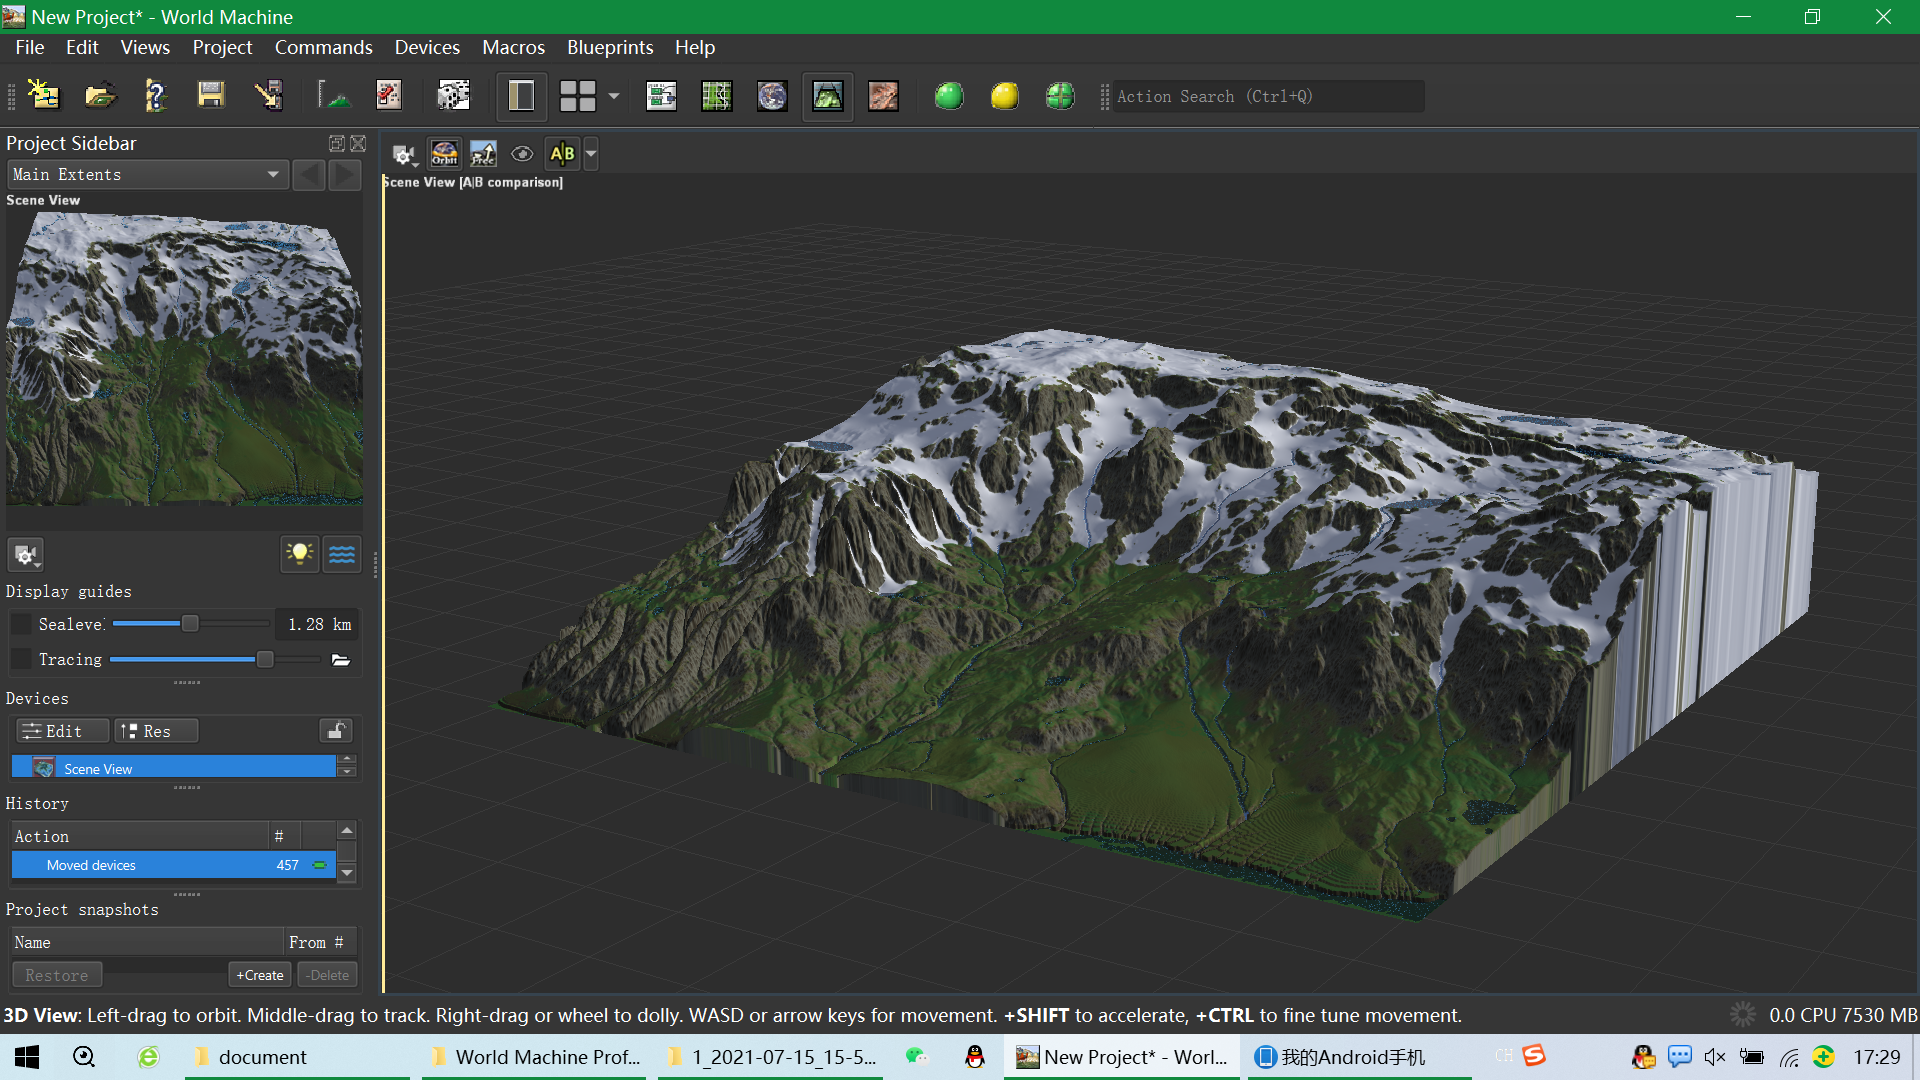 New Project* - World Machine
File Edit Views Project Commands Devices Macros Blueprints Help
Action Search (Ctrl+Q)
Project Sidebar
Main Extents
Scene View
Orbit
Free
A|B
Scene View [A|B comparison]
Display guides
Sealevel
1.28 km
Tracing
Devices
Edit
Res
Scene View
History
Action #
Moved devices 457
Project snapshots
Name From #
Restore +Create -Delete
3D View: Left-drag to orbit. Middle-drag to track. Right-drag or wheel to dolly. WASD or arrow keys for movement. +SHIFT to accelerate, +CTRL to fine tune movement.
0.0 CPU 7530 MB
document
World Machine Prof...
1_2021-07-15_15-5...
New Project* - Worl...
我的Android手机
CH
17:29